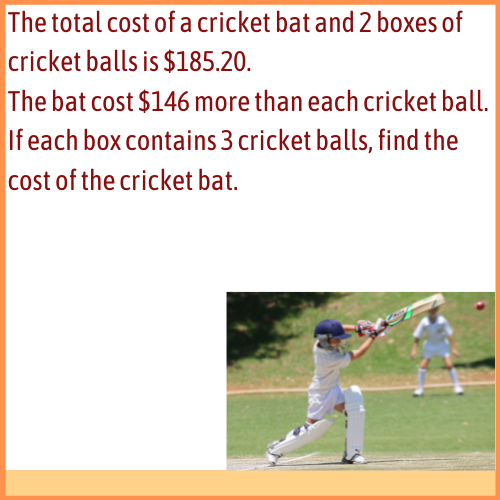 The total cost of a cricket bat and 2 boxes of
cricket balls is $185.20.
The bat cost $146 more than each cricket ball.
If each box contains 3 cricket balls, find the
cost of the cricket bat.